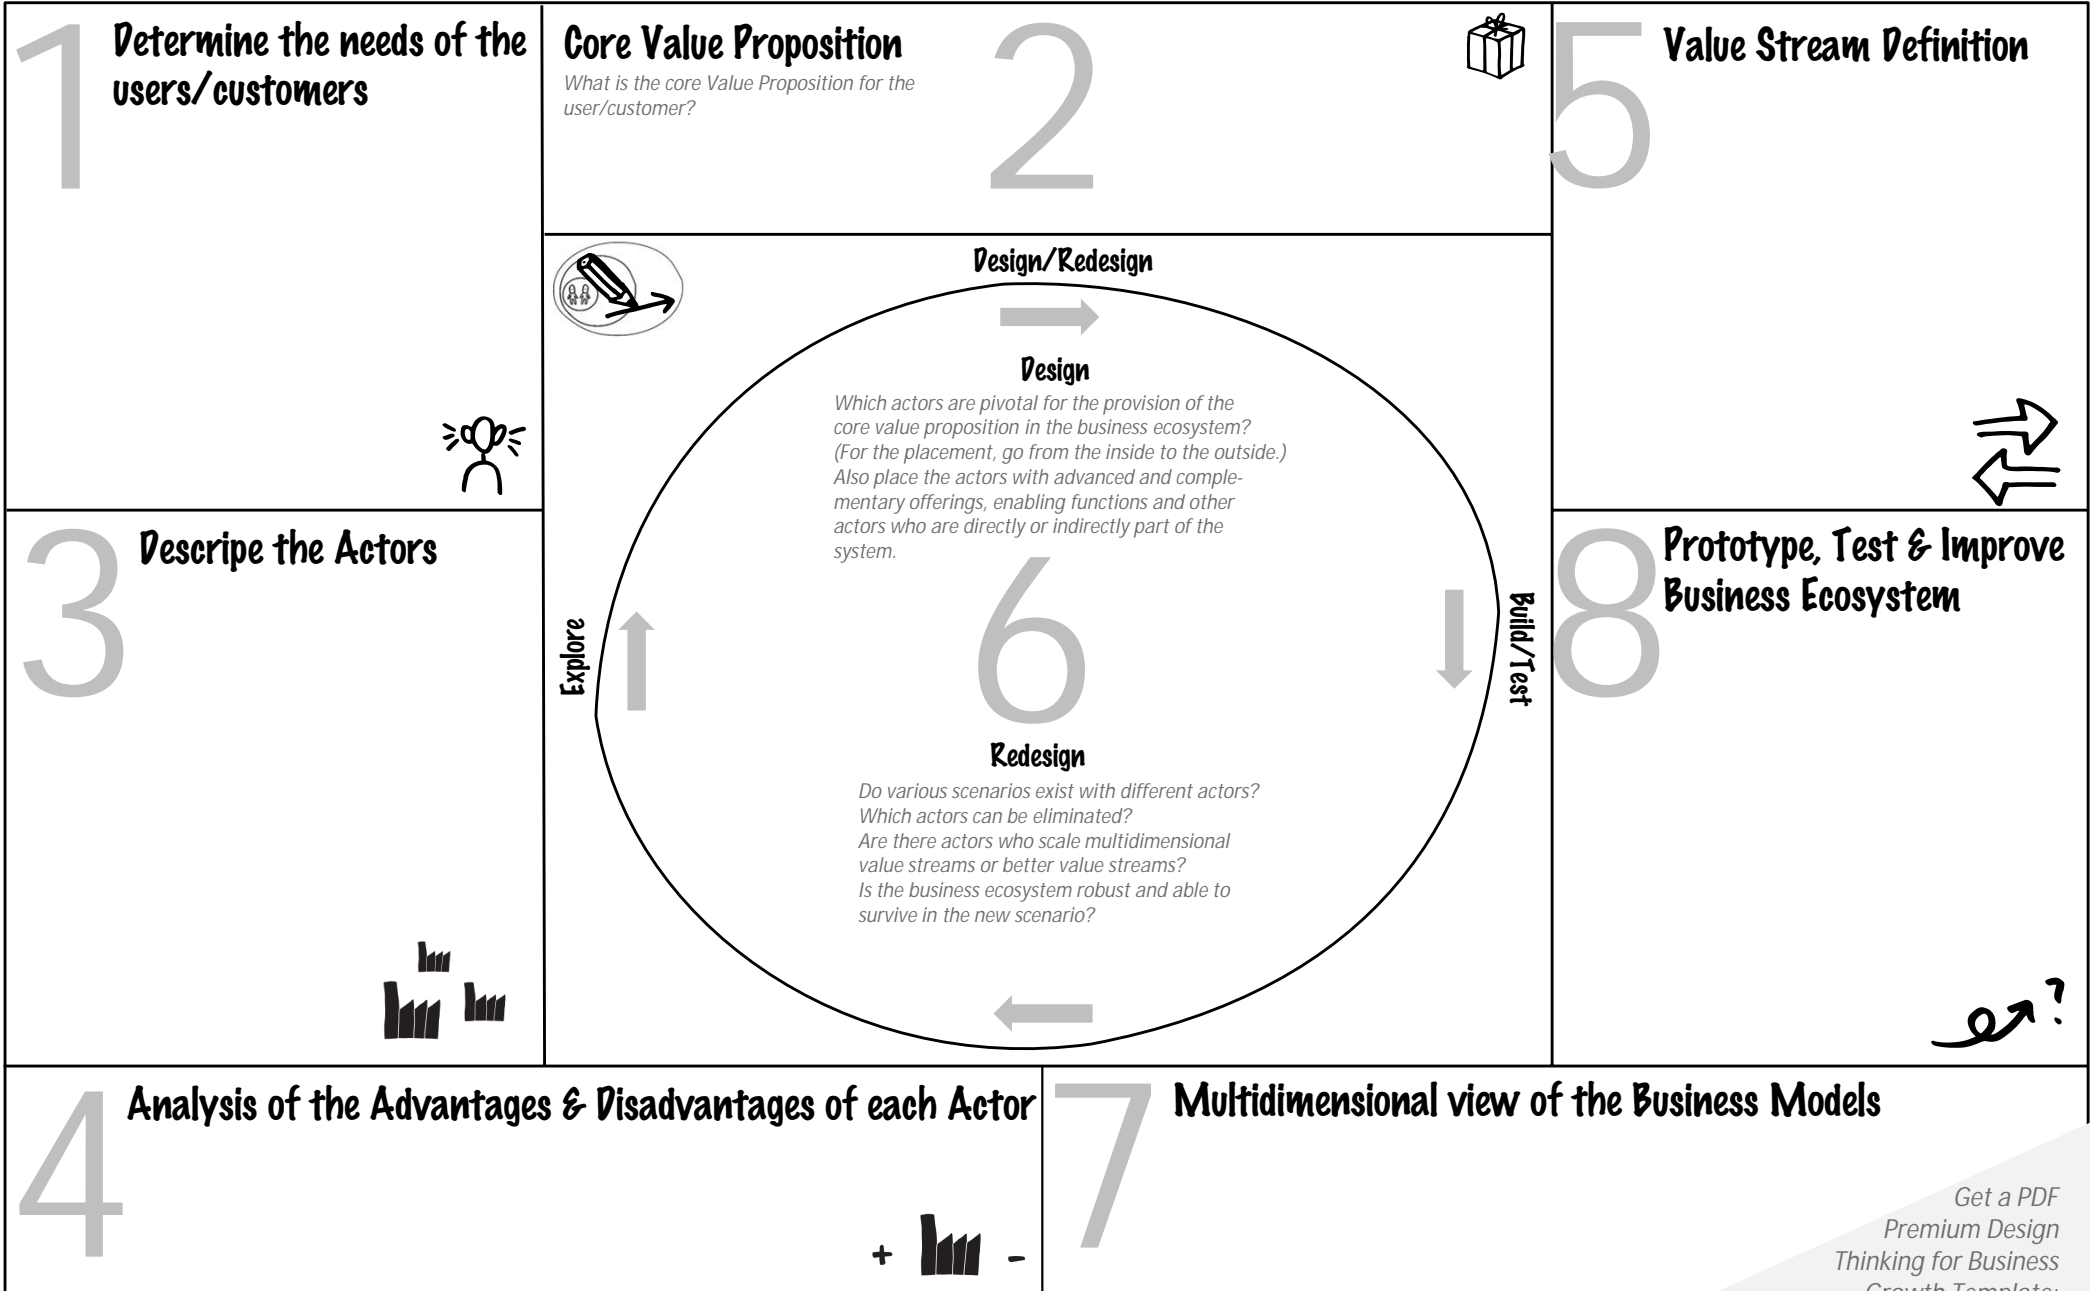 1
Determine the needs of the
users/customers
2
Core Value Proposition
What is the core Value Proposition for the
user/customer?
3
Descripe the Actors
4
Analysis of the Advantages & Disadvantages of each Actor
+ -
5
Value Stream Definition
Design/Redesign
Explore
Build/Test
Design
Which actors are pivotal for the provision of the
core value proposition in the business ecosystem?
(For the placement, go from the inside to the outside.)
Also place the actors with advanced and comple-
mentary offerings, enabling functions and other
actors who are directly or indirectly part of the
system.
6
Redesign
Do various scenarios exist with different actors?
Which actors can be eliminated?
Are there actors who scale multidimensional
value streams or better value streams?
Is the business ecosystem robust and able to
survive in the new scenario?
7
Multidimensional view of the Business Models
8
Prototype, Test & Improve
Business Ecosystem
?
Get a PDF
Premium Design
Thinking for Business
Growth Template: